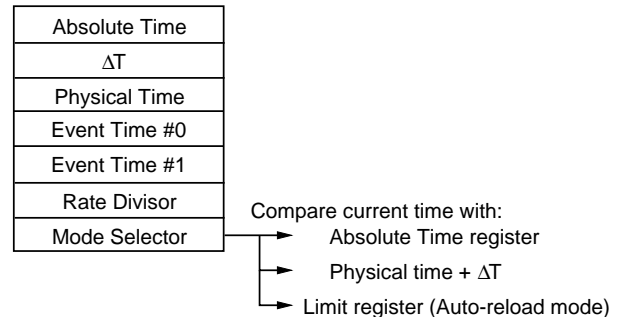 Absolute Time
ΔT
Physical Time
Event Time #0
Event Time #1
Rate Divisor
Mode Selector
Compare current time with:
Absolute Time register
Physical time + ΔT
Limit register (Auto-reload mode)